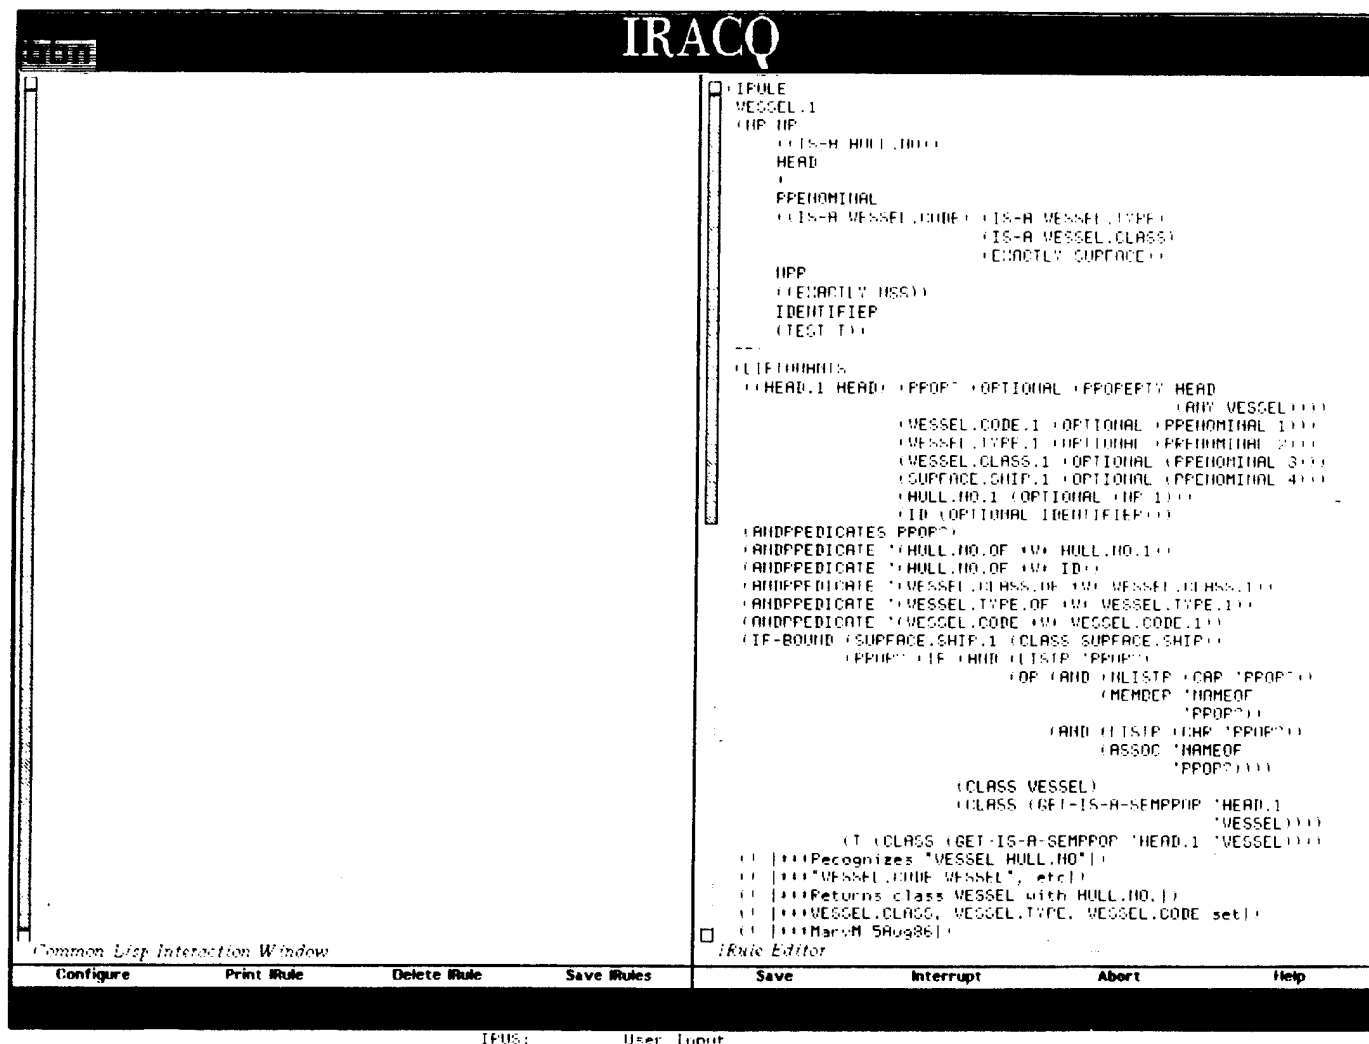 IRACQ
bbn
(IRULE
VESSEL.1
(NP NP
((IS-A HULL.NO))
HEAD
*
PRENOMINAL
((IS-A VESSEL.CODE) (IS-A VESSEL.TYPE)
(IS-A VESSEL.CLASS)
(EXACTLY SURFACE))
NPR
((EXACTLY NSS))
IDENTIFIER
(TEST T))
---
((HEAD.1 HEAD) (PROP? (OPTIONAL (PROPERTY HEAD
(ANY VESSEL))))
(VESSEL.CODE.1 (OPTIONAL (PRENOMINAL 1)))
(VESSEL.TYPE.1 (OPTIONAL (PRENOMINAL 2)))
(VESSEL.CLASS.1 (OPTIONAL (PRENOMINAL 3)))
(SURFACE.SHIP.1 (OPTIONAL (PRENOMINAL 4)))
(HULL.NO.1 (OPTIONAL (NP 1)))
(ID (OPTIONAL IDENTIFIER)))
(ANDPREDICATES PROP?)
(ANDPREDICATE '(HULL.NO.OF *V* HULL.NO.1))
(ANDPREDICATE '(HULL.NO.OF *V* ID))
(ANDPREDICATE '(VESSEL.CLASS.OF *V* VESSEL.CLASS.1))
(ANDPREDICATE '(VESSEL.TYPE.OF *V* VESSEL.TYPE.1))
(ANDPREDICATE '(VESSEL.CODE *V* VESSEL.CODE.1))
(IF-BOUND (SURFACE.SHIP.1 (CLASS SURFACE.SHIP))
(PROP? (IF (AND (LISTP 'PROP?)
(OR (AND (NLISTP (CAR 'PROP?))
(MEMBER 'NAMEOF
'PROP?))
(AND (LISTP (CAR 'PROP?))
(ASSOC 'NAMEOF
'PROP?))))
(CLASS VESSEL)
(CLASS (GET-IS-A-SEMPROP 'HEAD.1
'VESSEL))))
(T (CLASS (GET-IS-A-SEMPROP 'HEAD.1 'VESSEL))))
(* |***Recognizes "VESSEL HULL.NO"|)
(* |***"VESSEL.CODE VESSEL", etc|)
(* |***Returns class VESSEL with HULL.NO.|)
(* |***VESSEL.CLASS, VESSEL.TYPE, VESSEL.CODE set|)
(* |***MaryM 5Aug86|)
Common Lisp Interaction Window
IRule Editor
Configure Print IRule Delete IRule Save IRules Save Interrupt Abort Help
IRUS: User Input